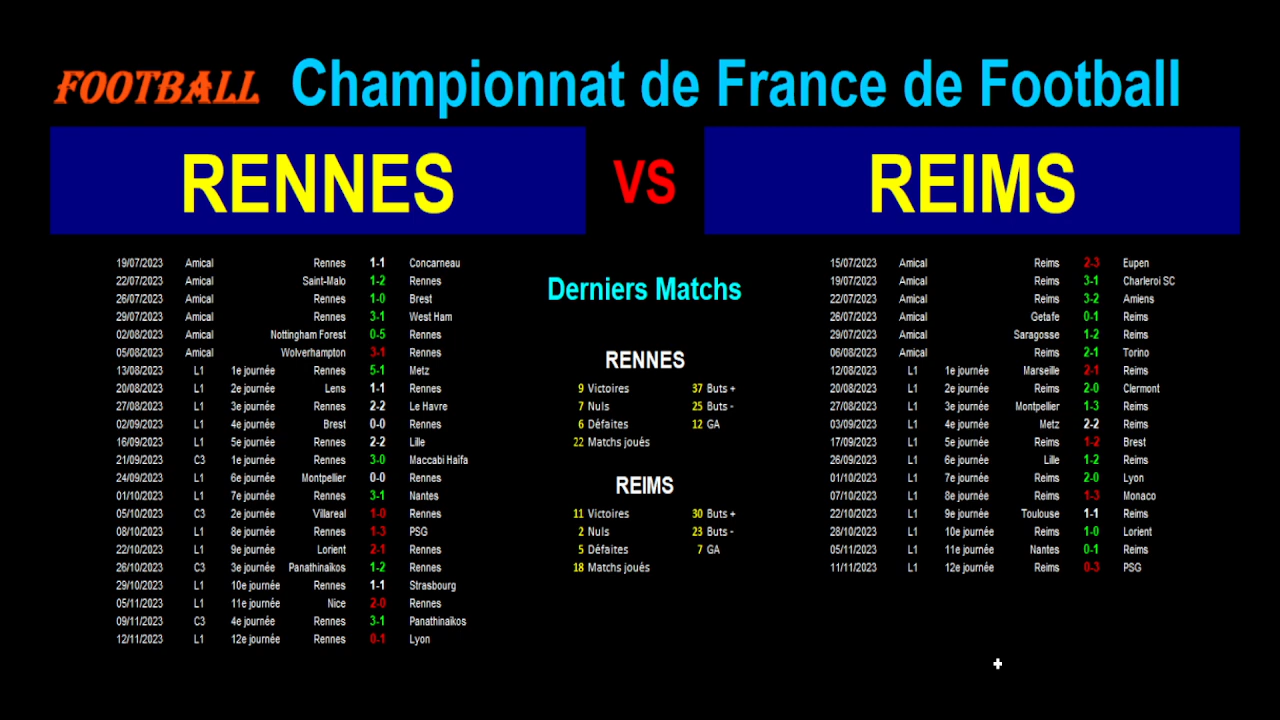 FOOTBALL Championnat de France de Football
RENNES VS REIMS
19/07/2023 Amical Rennes 1-1 Concarneau
22/07/2023 Amical Saint-Malo 1-2 Rennes
26/07/2023 Amical Rennes 1-0 Brest
29/07/2023 Amical Rennes 3-1 West Ham
02/08/2023 Amical Nottingham Forest 0-5 Rennes
05/08/2023 Amical Wolverhampton 3-1 Rennes
13/08/2023 L1 1e journée Rennes 5-1 Metz
20/08/2023 L1 2e journée Lens 1-1 Rennes
27/08/2023 L1 3e journée Rennes 2-2 Le Havre
02/09/2023 L1 4e journée Brest 0-0 Rennes
16/09/2023 L1 5e journée Rennes 2-2 Lille
21/09/2023 C3 1e journée Rennes 3-0 Maccabi Haifa
24/09/2023 L1 6e journée Montpellier 0-0 Rennes
01/10/2023 L1 7e journée Rennes 3-1 Nantes
05/10/2023 C3 2e journée Villareal 1-0 Rennes
08/10/2023 L1 8e journée Rennes 1-3 PSG
22/10/2023 L1 9e journée Lorient 2-1 Rennes
26/10/2023 C3 3e journée Panathinaïkos 1-2 Rennes
29/10/2023 L1 10e journée Rennes 1-1 Strasbourg
05/11/2023 L1 11e journée Nice 2-0 Rennes
09/11/2023 C3 4e journée Rennes 3-1 Panathinaïkos
12/11/2023 L1 12e journée Rennes 0-1 Lyon
Derniers Matchs
RENNES
9 Victoires 37 Buts +
7 Nuls 25 Buts -
6 Défaites 12 GA
22 Matchs joués
REIMS
11 Victoires 30 Buts +
2 Nuls 23 Buts -
5 Défaites 7 GA
18 Matchs joués
15/07/2023 Amical Reims 2-3 Eupen
19/07/2023 Amical Reims 3-1 Charleroi SC
22/07/2023 Amical Reims 3-2 Amiens
26/07/2023 Amical Getafe 0-1 Reims
29/07/2023 Amical Saragosse 1-2 Reims
06/08/2023 Amical Reims 2-1 Torino
12/08/2023 L1 1e journée Marseille 2-1 Reims
20/08/2023 L1 2e journée Reims 2-0 Clermont
27/08/2023 L1 3e journée Montpellier 1-3 Reims
03/09/2023 L1 4e journée Metz 2-2 Reims
17/09/2023 L1 5e journée Reims 1-2 Brest
26/09/2023 L1 6e journée Lille 1-2 Reims
01/10/2023 L1 7e journée Reims 2-0 Lyon
07/10/2023 L1 8e journée Reims 1-3 Monaco
22/10/2023 L1 9e journée Toulouse 1-1 Reims
28/10/2023 L1 10e journée Reims 1-0 Lorient
05/11/2023 L1 11e journée Nantes 0-1 Reims
11/11/2023 L1 12e journée Reims 0-3 PSG